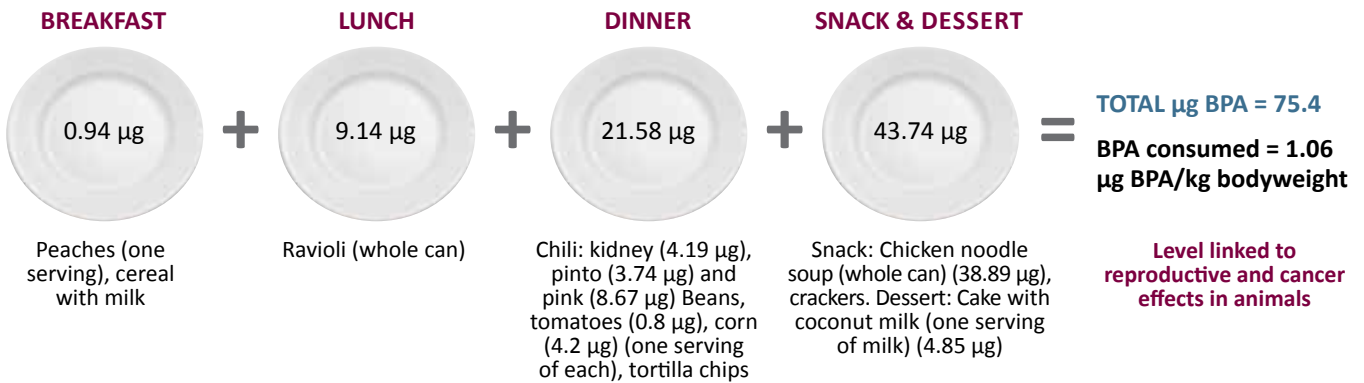 BREAKFAST
0.94 µg
Peaches (one
serving), cereal
with milk
+
LUNCH
9.14 µg
Ravioli (whole can)
+
DINNER
21.58 µg
Chili: kidney (4.19 µg),
pinto (3.74 µg) and
pink (8.67 µg) Beans,
tomatoes (0.8 µg), corn
(4.2 µg) (one serving
of each), tortilla chips
+
SNACK & DESSERT
43.74 µg
Snack: Chicken noodle
soup (whole can) (38.89 µg),
crackers. Dessert: Cake with
coconut milk (one serving
of milk) (4.85 µg)
=
TOTAL µg BPA = 75.4
BPA consumed = 1.06
µg BPA/kg bodyweight
Level linked to
reproductive and cancer
effects in animals